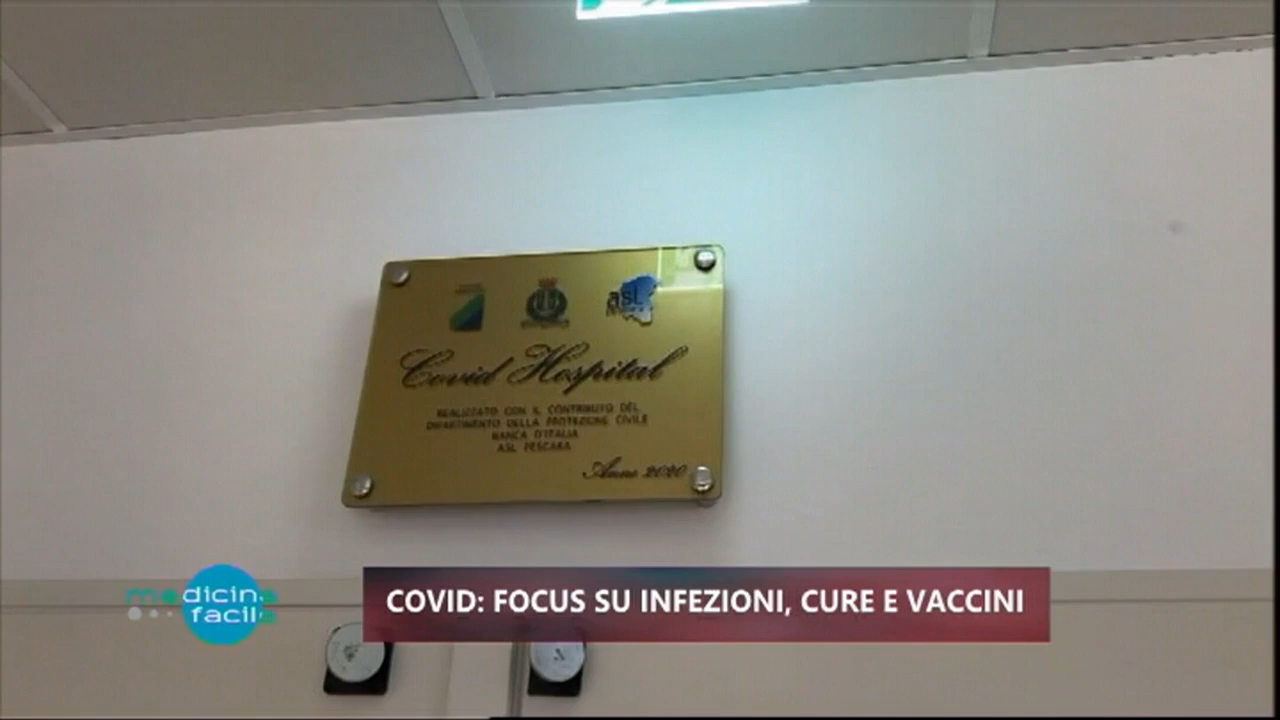 asl
Covid Hospital
REALIZZATO CON IL CONTRIBUTO DEL
DIPARTIMENTO DELLA PROTEZIONE CIVILE
BANCA D'ITALIA
ASL PESCARA
Anno 2020
medicina
facile
COVID: FOCUS SU INFEZIONI, CURE E VACCINI